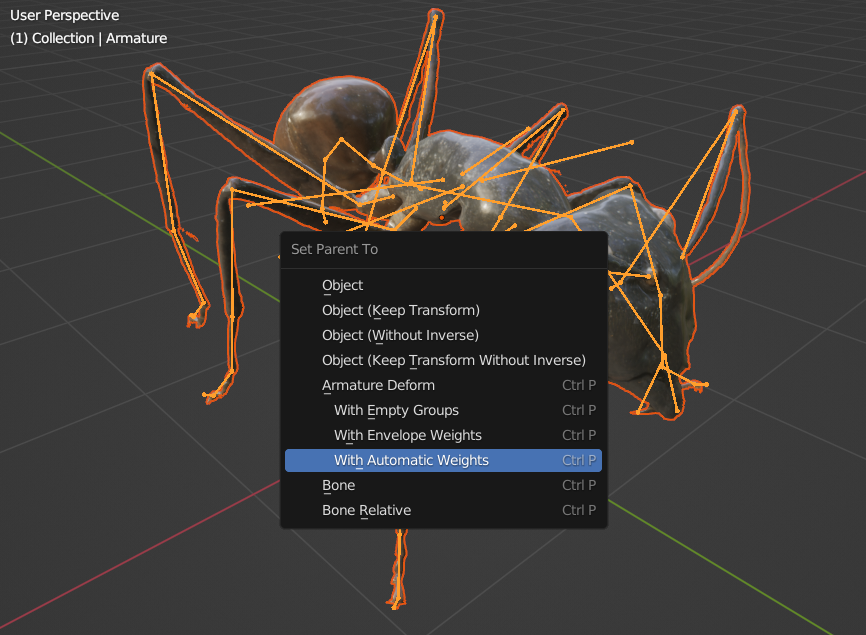 User Perspective
(1) Collection | Armature
Set Parent To
Object
Object (Keep Transform)
Object (Without Inverse)
Object (Keep Transform Without Inverse)
Armature Deform Ctrl P
With Empty Groups Ctrl P
With Envelope Weights Ctrl P
With Automatic Weights Ctrl P
Bone Ctrl P
Bone Relative Ctrl P